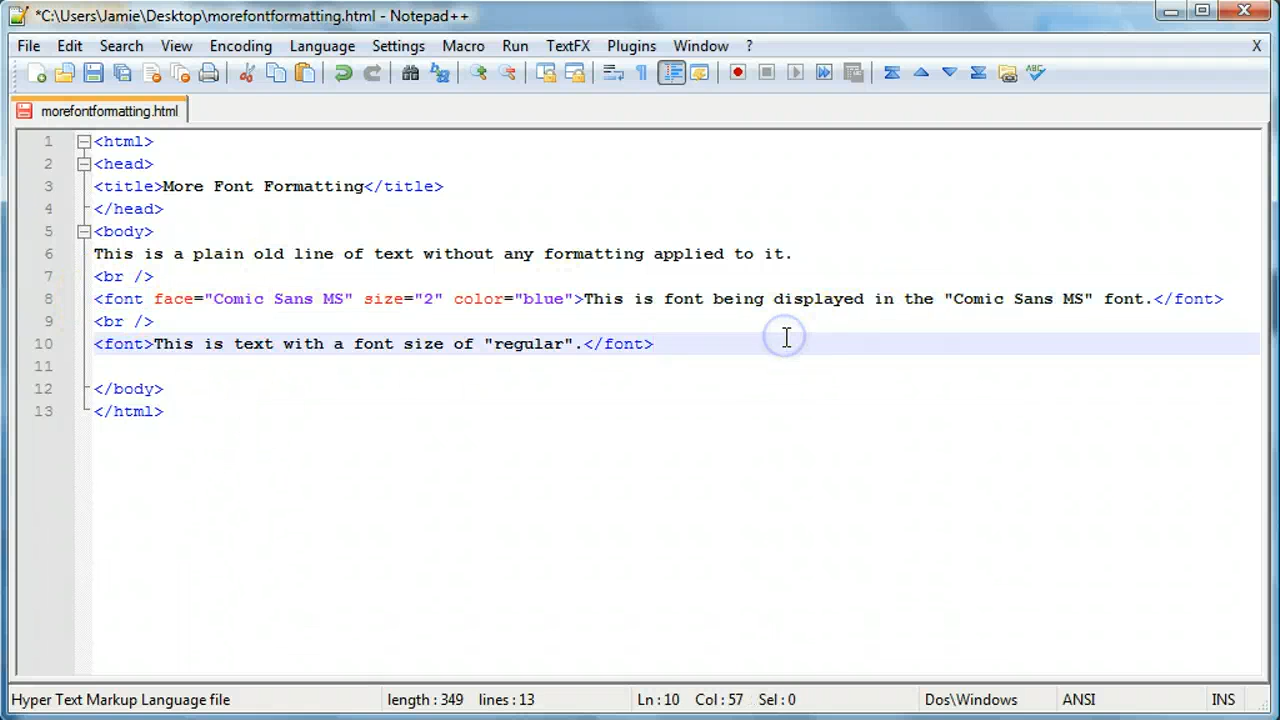 *C:\Users\Jamie\Desktop\morefontformatting.html - Notepad++
File Edit Search View Encoding Language Settings Macro Run TextFX Plugins Window ? X
morefontformatting.html
1 <html>
2 <head>
3 <title>More Font Formatting</title>
4 </head>
5 <body>
6 This is a plain old line of text without any formatting applied to it.
7 <br />
8 <font face="Comic Sans MS" size="2" color="blue">This is font being displayed in the "Comic Sans MS" font.</font>
9 <br />
10 <font>This is text with a font size of "regular".</font>
11
12 </body>
13 </html>
Hyper Text Markup Language file length : 349 lines : 13 Ln : 10 Col : 57 Sel : 0 Dos\Windows ANSI INS